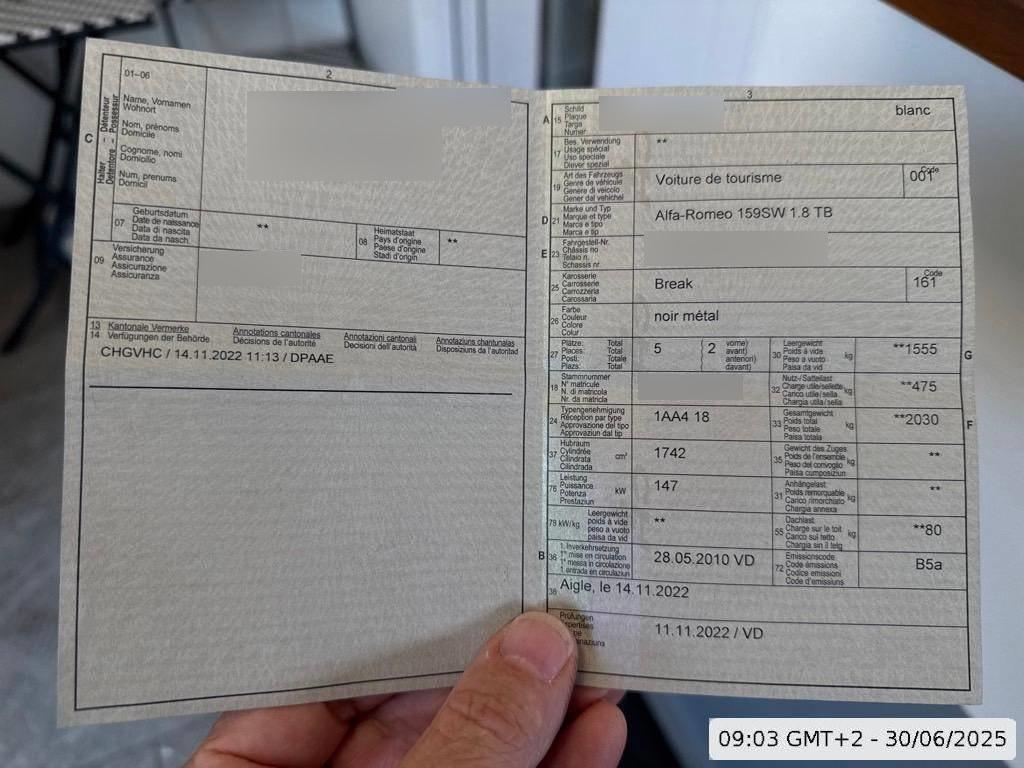 2
01-06
C
Halter Détenteur
Detentore - Possessur
Name, Vornamen
Wohnort
Nom, prénoms
Domicile
Cognome, nomi
Domicilio
Num, prenums
Domicil
07
Geburtsdatum
Date de naissance
Data di nascita
Data da nasch.
**
08
Heimatstaat
Pays d'origine
Paese d'origine
Stadi d'origin
**
09
Versicherung
Assurance
Assicurazione
Assicuranza
13 Kantonale Vermerke
14 Verfügungen der Behörde
Annotations cantonales
Décisions de l'autorité
Annotazioni cantonali
Decisioni dell'autorità
Annotaziuns chantunalas
Disposiziuns da l'autoritad
CHGVHC / 14.11.2022 11:13 / DPAAE
3
A 15
Schild
Plaque
Targa
Numer
blanc
17
Bes. Verwendung
Usage spécial
Uso speciale
Diever spezial
**
19
Art des Fahrzeugs
Genre de véhicule
Genere di veicolo
Gener dal vehichel
Voiture de tourisme
Code
001
D 21
Marke und Typ
Marque et type
Marca e tipo
Marca e tip
Alfa-Romeo 159SW 1.8 TB
E 23
Fahrgestell-Nr.
Châssis no
Telaio n.
Schassis nr
25
Karosserie
Carrosserie
Carrozzeria
Carossaria
Break
Code
161
26
Farbe
Couleur
Colore
Colur
noir métal
27
Plätze: Total
Places: Total
Posti: Totale
Plazs: Total
5
2
vorne)
avant)
anteriori)
davant)
30
Leergewicht
Poids à vide
Peso a vuoto
Paisa da vid
kg
**1555
G
18
Stammnummer
N° matricule
N. di matricola
Nr. da matricla
32
Nutz-/Sattellast
Charge utile/sellette
Carico utile/sella
Chargia utila/sella
kg
**475
24
Typengenehmigung
Réception par type
Approvazione del tipo
Approvaziun dal tip
1AA4 18
33
Gesamtgewicht
Poids total
Peso totale
Paisa totala
kg
**2030
F
37
Hubraum
Cylindrée
Cilindrata
Cilindrada
cm³
1742
35
Gewicht des Zuges
Poids de l'ensemble
Peso del convoglio
Paisa cumposiziun
kg
**
76
Leistung
Puissance
Potenza
Prestaziun
kW
147
31
Anhängelast
Poids remorquable
Carico rimorchiato
Chargia annexa
kg
**
78 kW/kg
Leergewicht
poids à vide
peso a vuoto
paisa da vid
**
55
Dachlast
Charge sur le toit
Carico sul tetto
Chargia sin il tetg
kg
**80
B 36
1. Inverkehrsetzung
1re mise en circulation
1a messa in circolazione
1. entrada en circulaziun
28.05.2010 VD
72
Emissionscode
Code émissions
Codice emissioni
Code d'emissiuns
B5a
38
Aigle, le 14.11.2022
Prüfungen
11.11.2022 / VD
09:03 GMT+2 - 30/06/2025